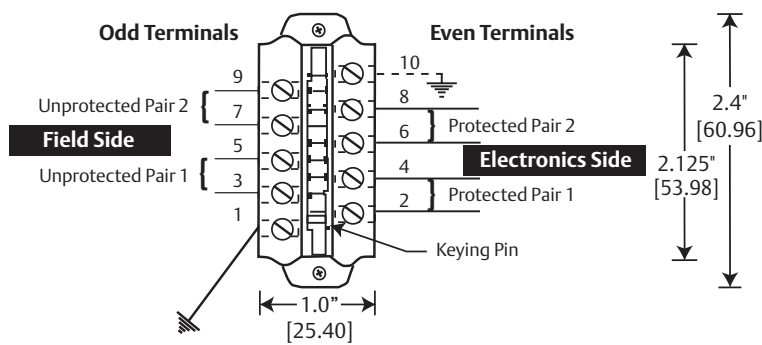 Odd Terminals
Even Terminals
9
10
Unprotected Pair 2 {
7
8
Field Side
6
} Protected Pair 2
5
Unprotected Pair 1 {
3
Electronics Side
4
} Protected Pair 1
2
1
Keying Pin
1.0”
[25.40]
2.125"
[53.98]
2.4"
[60.96]